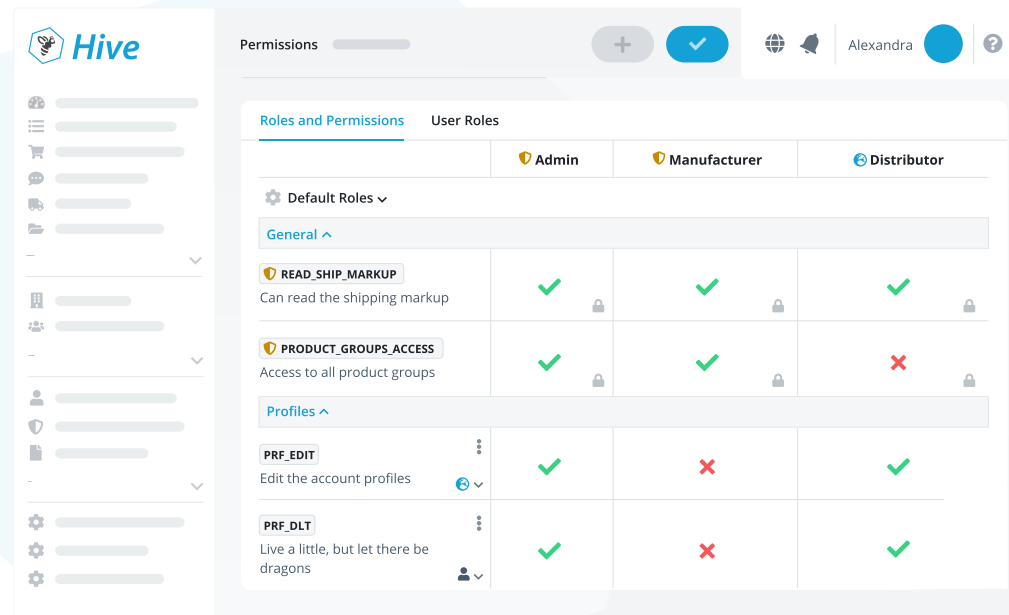 Hive
Permissions
Alexandra
Roles and Permissions
User Roles
Admin
Manufacturer
Distributor
Default Roles
General
READ_SHIP_MARKUP
Can read the shipping markup
PRODUCT_GROUPS_ACCESS
Access to all product groups
Profiles
PRF_EDIT
Edit the account profiles
PRF_DLT
Live a little, but let there be
dragons